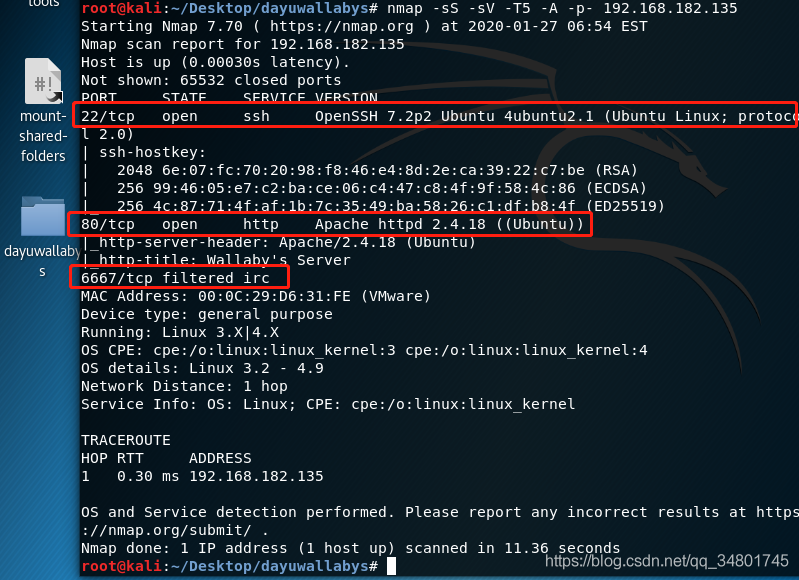 tools
mount-
shared-
folders
dayuwallaby
s
root@kali:~/Desktop/dayuwallabys# nmap -sS -sV -T5 -A -p- 192.168.182.135
Starting Nmap 7.70 ( https://nmap.org ) at 2020-01-27 06:54 EST
Nmap scan report for 192.168.182.135
Host is up (0.00030s latency).
Not shown: 65532 closed ports
PORT     STATE    SERVICE VERSION
22/tcp   open     ssh     OpenSSH 7.2p2 Ubuntu 4ubuntu2.1 (Ubuntu Linux; protoco
l 2.0)
| ssh-hostkey:
|   2048 6e:07:fc:70:20:98:f8:46:e4:8d:2e:ca:39:22:c7:be (RSA)
|   256 99:46:05:e7:c2:ba:ce:06:c4:47:c8:4f:9f:58:4c:86 (ECDSA)
|_  256 4c:87:71:4f:af:1b:7c:35:49:ba:58:26:c1:df:b8:4f (ED25519)
80/tcp   open     http    Apache httpd 2.4.18 ((Ubuntu))
|_http-server-header: Apache/2.4.18 (Ubuntu)
|_http-title: Wallaby's Server
6667/tcp filtered irc
MAC Address: 00:0C:29:D6:31:FE (VMware)
Device type: general purpose
Running: Linux 3.X|4.X
OS CPE: cpe:/o:linux:linux_kernel:3 cpe:/o:linux:linux_kernel:4
OS details: Linux 3.2 - 4.9
Network Distance: 1 hop
Service Info: OS: Linux; CPE: cpe:/o:linux:linux_kernel
TRACEROUTE
HOP RTT     ADDRESS
1   0.30 ms 192.168.182.135
OS and Service detection performed. Please report any incorrect results at https
://nmap.org/submit/ .
Nmap done: 1 IP address (1 host up) scanned in 11.36 seconds
root@kali:~/Desktop/dayuwallabys#
https://blog.csdn.net/qq_34801745